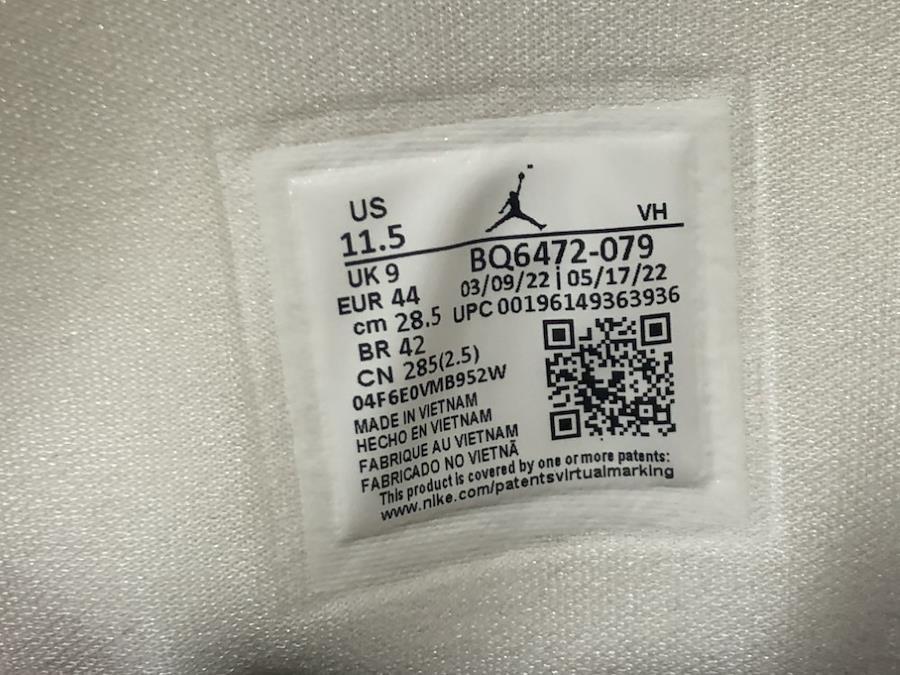 US
11.5
VH
UK 9
BQ6472-079
EUR 44
03/09/22 | 05/17/22
cm 28.5
UPC 00196149363936
BR 42
CN 285(2.5)
04F6E0VMB952W
MADE IN VIETNAM
HECHO EN VIETNAM
FABRIQUE AU VIETNAM
FABRICADO NO VIETNÃ
This product is covered by one or more patents:
www.nike.com/patentsvirtualmarking